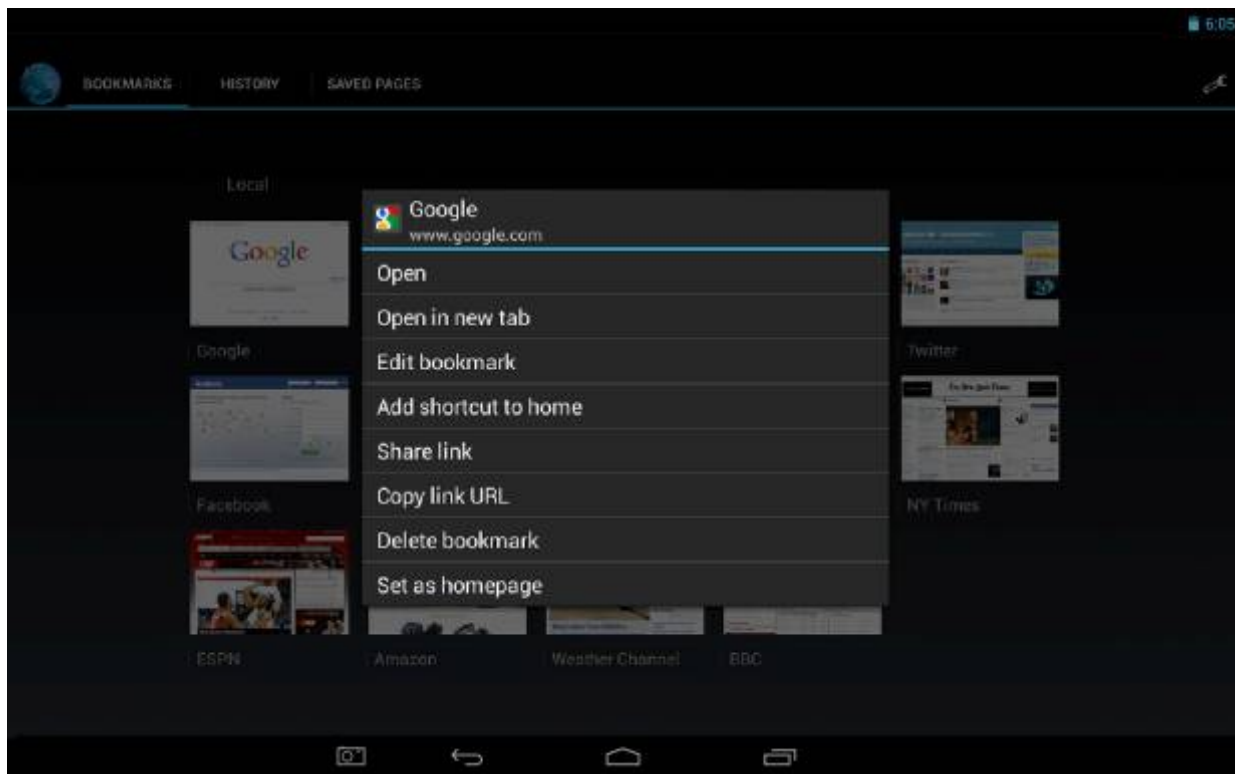 6:05
BOOKMARKS
HISTORY
SAVED PAGES
Local
Google
www.google.com
Open
Open in new tab
Edit bookmark
Add shortcut to home
Share link
Copy link URL
Delete bookmark
Set as homepage
Google
Google
Twitter
Facebook
NY Times
ESPN
Amazon
Weather Channel
BBC